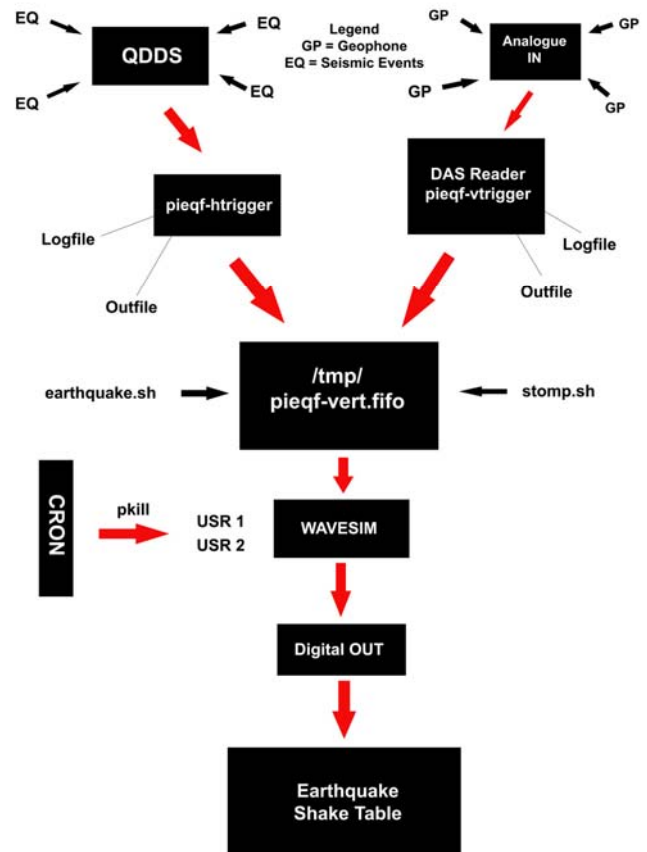 EQ
EQ
EQ
EQ
QDDS
Legend
GP = Geophone
EQ = Seismic Events
GP
GP
GP
GP
Analogue
IN
pieqf-htrigger
Logfile
Outfile
DAS Reader
pieqf-vtrigger
Logfile
Outfile
/tmp/
pieqf-vert.fifo
earthquake.sh
stomp.sh
CRON
pkill
USR 1
USR 2
WAVESIM
Digital OUT
Earthquake
Shake Table